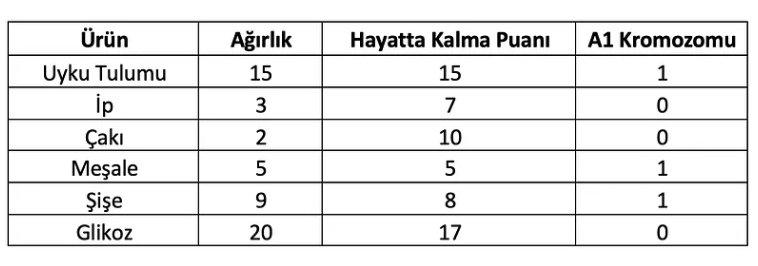 Ürün Ağırlık Hayatta Kalma Puanı A1 Kromozomu
Uyku Tulumu 15 15 1
İp 3 7 0
Çakı 2 10 0
Meşale 5 5 1
Şişe 9 8 1
Glikoz 20 17 0